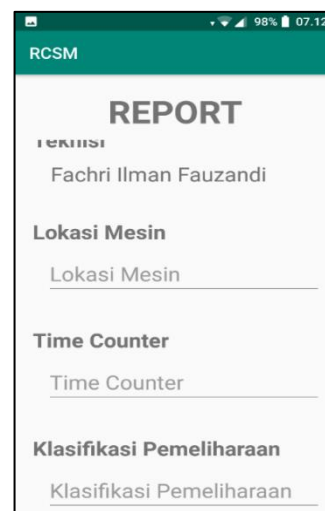 98% 07.12
RCSM
REPORT
Teknisi
Fachri Ilman Fauzandi
Lokasi Mesin
Lokasi Mesin
Time Counter
Time Counter
Klasifikasi Pemeliharaan
Klasifikasi Pemeliharaan